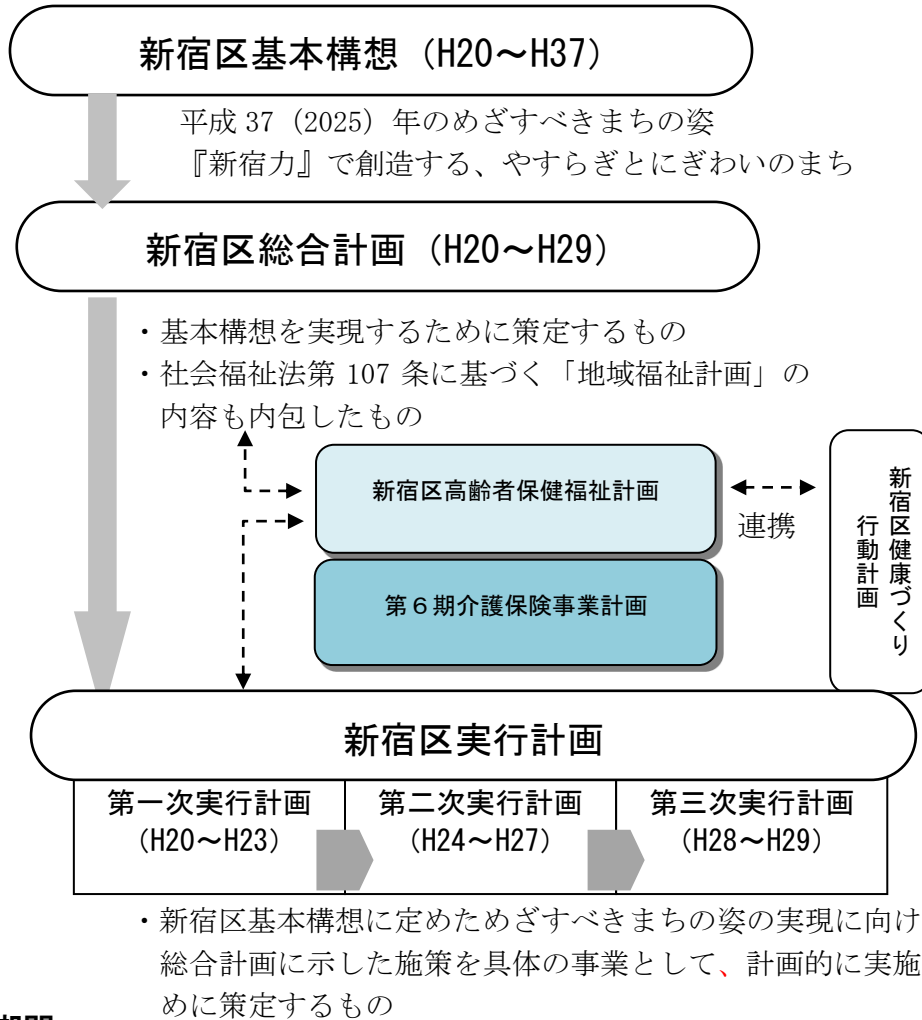 新宿区基本構想（H20～H37）
平成 37（2025）年のめざすべきまちの姿
『新宿力』で創造する、やすらぎとにぎわいのまち
新宿区総合計画（H20～H29）
・基本構想を実現するために策定するもの
・社会福祉法第 107 条に基づく「地域福祉計画」の
内容も内包したもの
新宿区高齢者保健福祉計画
連携
新宿区健康づくり
行動計画
第６期介護保険事業計画
新宿区実行計画
第一次実行計画
（H20～H23）
第二次実行計画
（H24～H27）
第三次実行計画
（H28～H29）
・新宿区基本構想に定めためざすべきまちの姿の実現に向け
総合計画に示した施策を具体の事業として、計画的に実施
めに策定するもの